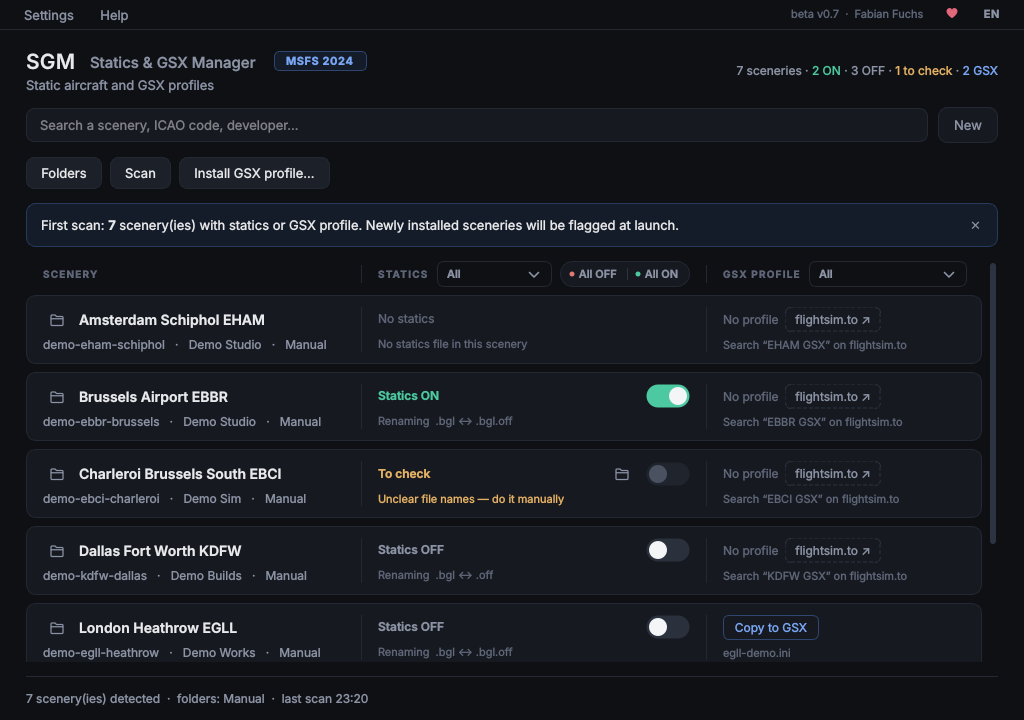 Settings Help beta v0.7 · Fabian Fuchs EN
SGM Statics & GSX Manager MSFS 2024
Static aircraft and GSX profiles
7 sceneries · 2 ON · 3 OFF · 1 to check · 2 GSX
Search a scenery, ICAO code, developer... New
Folders Scan Install GSX profile...
First scan: 7 scenery(ies) with statics or GSX profile. Newly installed sceneries will be flagged at launch. ×
SCENERY STATICS All All OFF All ON GSX PROFILE All
Amsterdam Schiphol EHAM No statics No profile flightsim.to ↗
demo-eham-schiphol · Demo Studio · Manual No statics file in this scenery Search “EHAM GSX” on flightsim.to
Brussels Airport EBBR Statics ON No profile flightsim.to ↗
demo-ebbr-brussels · Demo Studio · Manual Renaming .bgl ↔ .bgl.off Search “EBBR GSX” on flightsim.to
Charleroi Brussels South EBCI To check No profile flightsim.to ↗
demo-ebci-charleroi · Demo Sim · Manual Unclear file names — do it manually Search “EBCI GSX” on flightsim.to
Dallas Fort Worth KDFW Statics OFF No profile flightsim.to ↗
demo-kdfw-dallas · Demo Builds · Manual Renaming .bgl ↔ .off Search “KDFW GSX” on flightsim.to
London Heathrow EGLL Statics OFF Copy to GSX
demo-egll-heathrow · Demo Works · Manual Renaming .bgl ↔ .bgl.off egll-demo.ini
7 scenery(ies) detected · folders: Manual · last scan 23:20